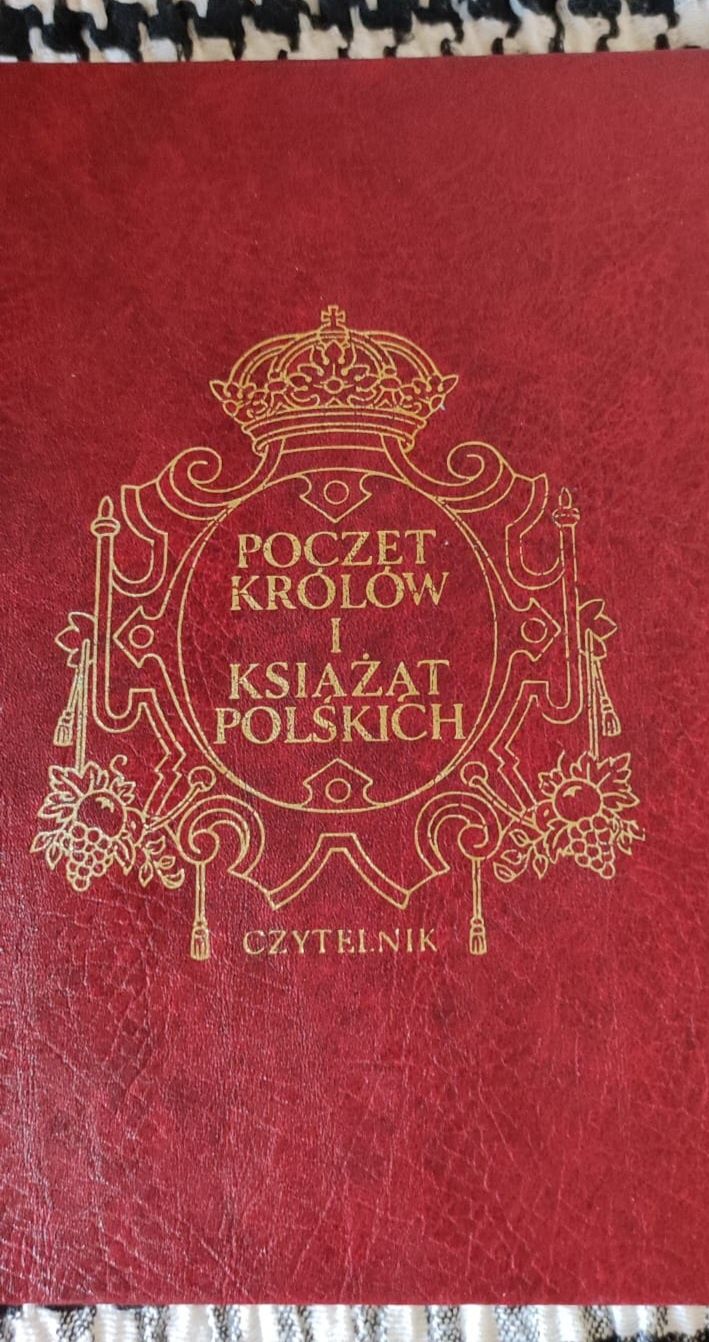 POCZET
KRÓLÓW
I
KSIĄŻĄT
POLSKICH
CZYTELNIK